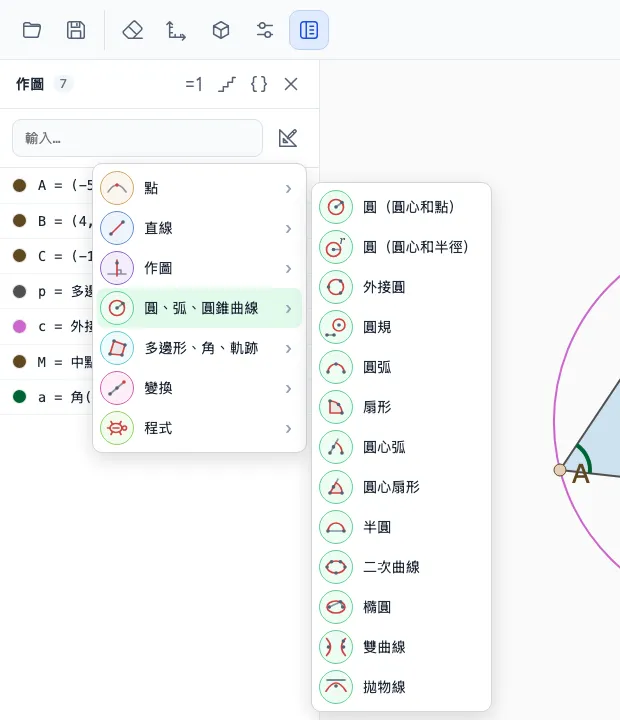 作圖 7
=1 { }
輸入…
A = (−5
B = (4,
C = (−1
p = 多邊
c = 外接
M = 中點
a = 角(
點
直線
作圖
圓、弧、圓錐曲線
多邊形、角、軌跡
變換
程式
圓（圓心和點）
圓（圓心和半徑）
外接圓
圓規
圓弧
扇形
圓心弧
圓心扇形
半圓
二次曲線
橢圓
雙曲線
拋物線
r
A